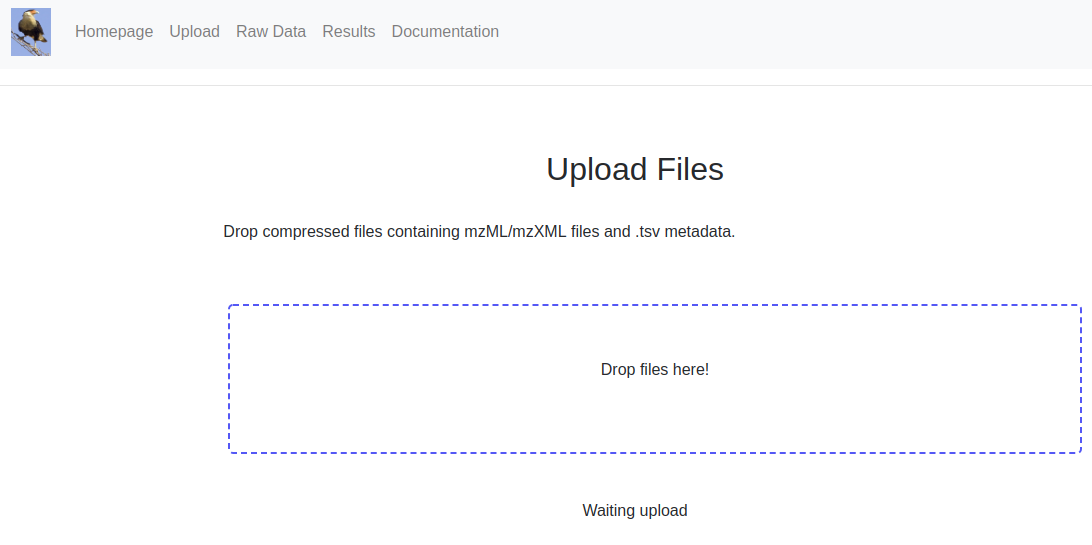 Homepage Upload Raw Data Results Documentation
Upload Files
Drop compressed files containing mzML/mzXML files and .tsv metadata.
Drop files here!
Waiting upload